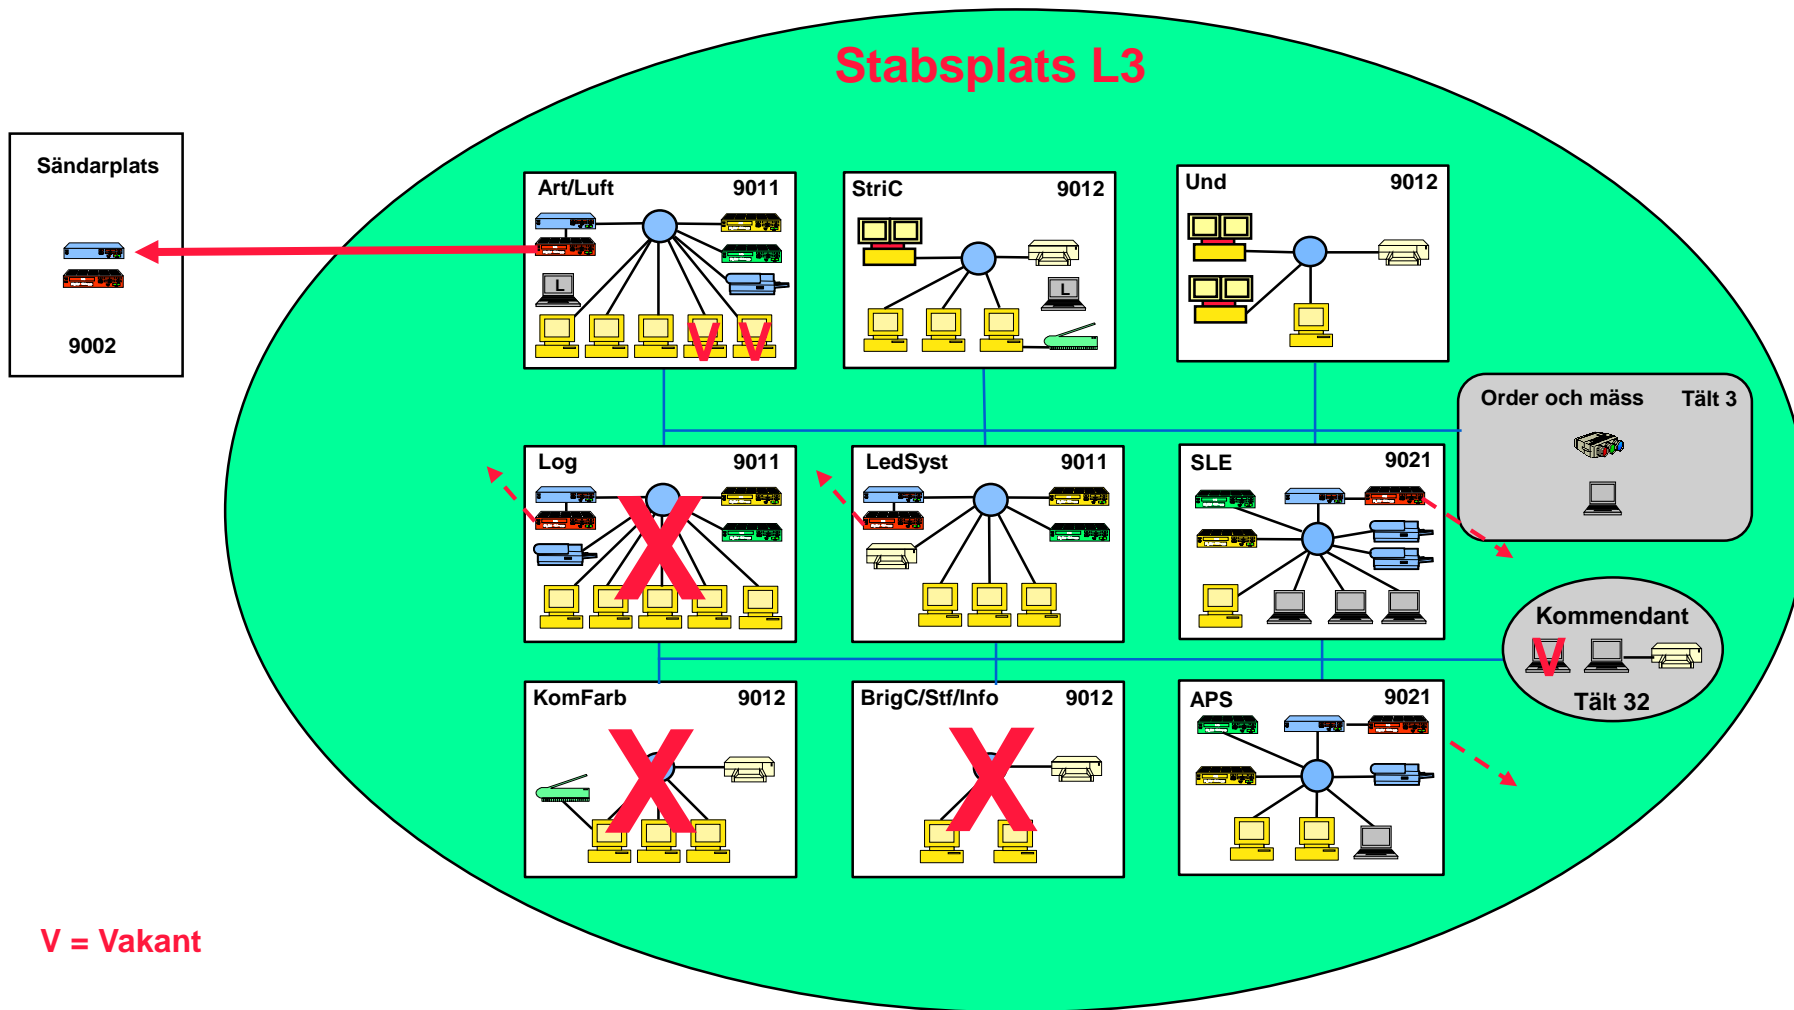 Stabsplats L3
Sändarplats
9002
Art/Luft 9011
L
V V
StriC 9012
L
Und 9012
Order och mäss Tält 3
Log 9011
X
LedSyst 9011
SLE 9021
Kommendant
V
Tält 32
KomFarb 9012
X
BrigC/Stf/Info 9012
X
APS 9021
V = Vakant